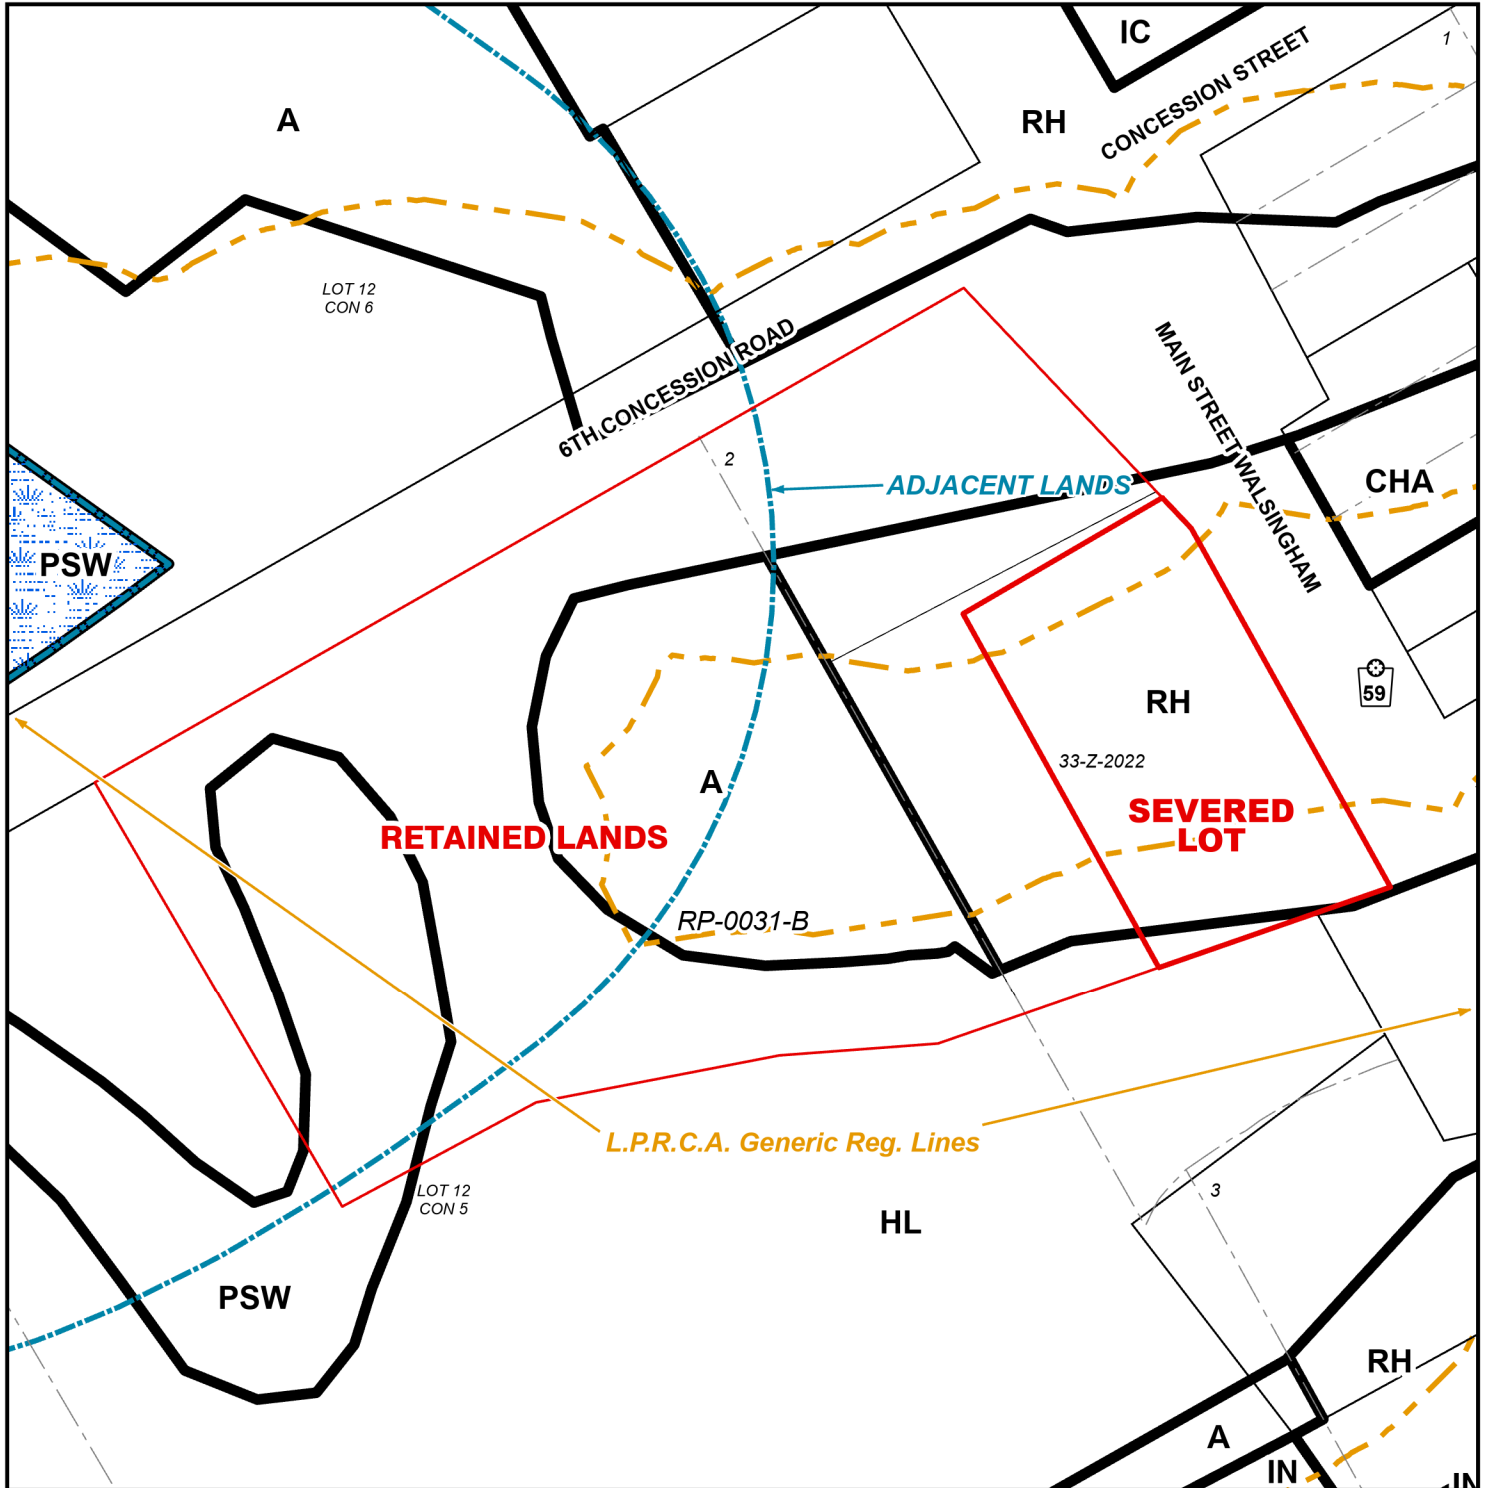 IC
1
CONCESSION STREET
A
RH
LOT 12
CON 6
6TH CONCESSION ROAD
MAIN STREET WALSINGHAM
2
ADJACENT LANDS
CHA
PSW
59
RH
33-Z-2022
A
SEVERED
LOT
RETAINED LANDS
RP-0031-B
L.P.R.C.A. Generic Reg. Lines
LOT 12
CON 5
3
HL
PSW
RH
A
IN
IN